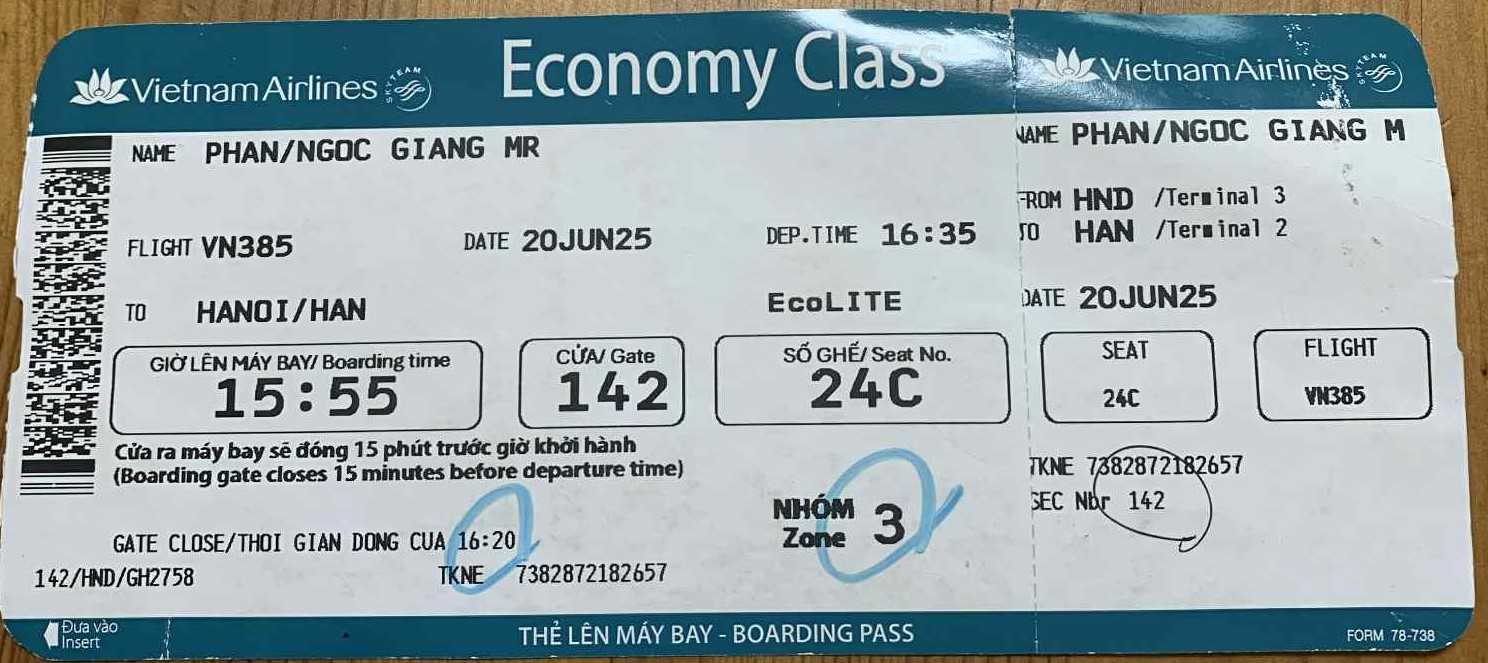 Vietnam Airlines SKYTEAM
Economy Class
NAME PHAN/NGOC GIANG MR
FLIGHT VN385 DATE 20JUN25 DEP.TIME 16:35
TO HANOI/HAN EcoLITE
GIỜ LÊN MÁY BAY/ Boarding time
15:55
CỬA/ Gate
142
SỐ GHẾ/ Seat No.
24C
Cửa ra máy bay sẽ đóng 15 phút trước giờ khởi hành
(Boarding gate closes 15 minutes before departure time)
NHÓM
Zone 3
GATE CLOSE/THOI GIAN DONG CUA 16:20
142/HND/GH2758 TKNE 7382872182657
Đưa vào
Insert
THẺ LÊN MÁY BAY - BOARDING PASS
Vietnam Airlines SKYTEAM
NAME PHAN/NGOC GIANG M
FROM HND /Terminal 3
TO HAN /Terminal 2
DATE 20JUN25
SEAT
24C
FLIGHT
VN385
TKNE 7382872182657
SEC Nbr 142
FORM 78-738